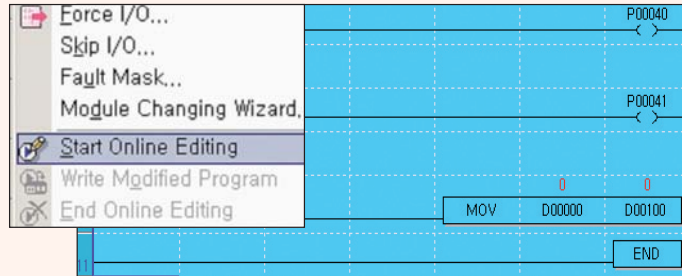 Force I/O...
Skip I/O...
Fault Mask...
Module Changing Wizard.
Start Online Editing
Write Modified Program
End Online Editing
P00040
P00041
0 0
MOV D00000 D00100
END
11